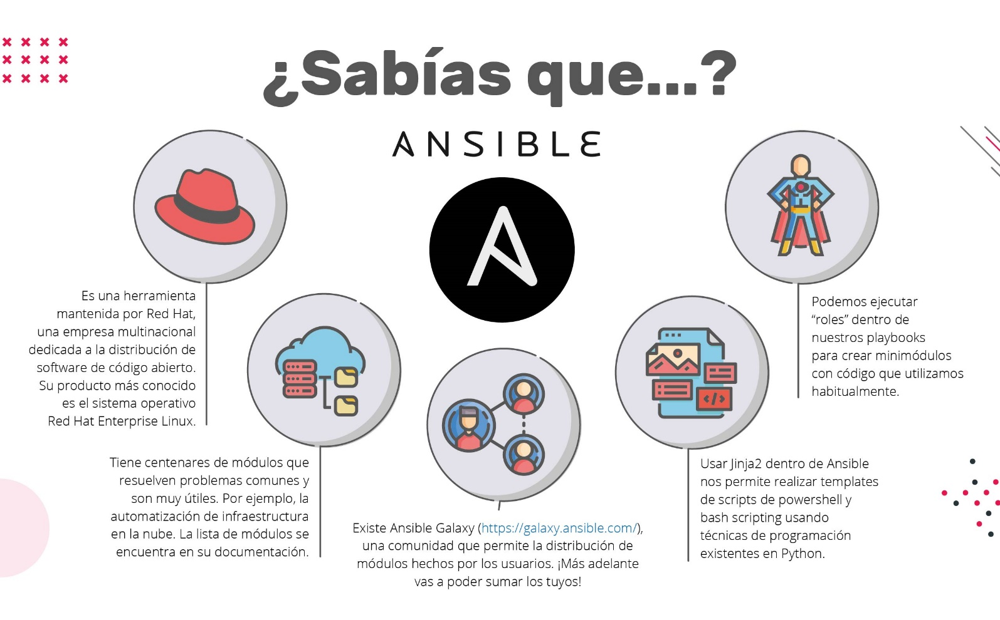 ¿Sabías que...?
ANSIBLE
Es una herramienta
mantenida por Red Hat,
una empresa multinacional
dedicada a la distribución de
software de código abierto.
Su producto más conocido
es el sistema operativo
Red Hat Enterprise Linux.
Tiene centenares de módulos que
resuelven problemas comunes y
son muy útiles. Por ejemplo, la
automatización de infraestructura
en la nube. La lista de módulos se
encuentra en su documentación.
Existe Ansible Galaxy (https://galaxy.ansible.com/),
una comunidad que permite la distribución de
módulos hechos por los usuarios. ¡Más adelante
vas a poder sumar los tuyos!
Usar Jinja2 dentro de Ansible
nos permite realizar templates
de scripts de powershell y
bash scripting usando
técnicas de programación
existentes en Python.
Podemos ejecutar
“roles” dentro de
nuestros playbooks
para crear minimódulos
con código que utilizamos
habitualmente.